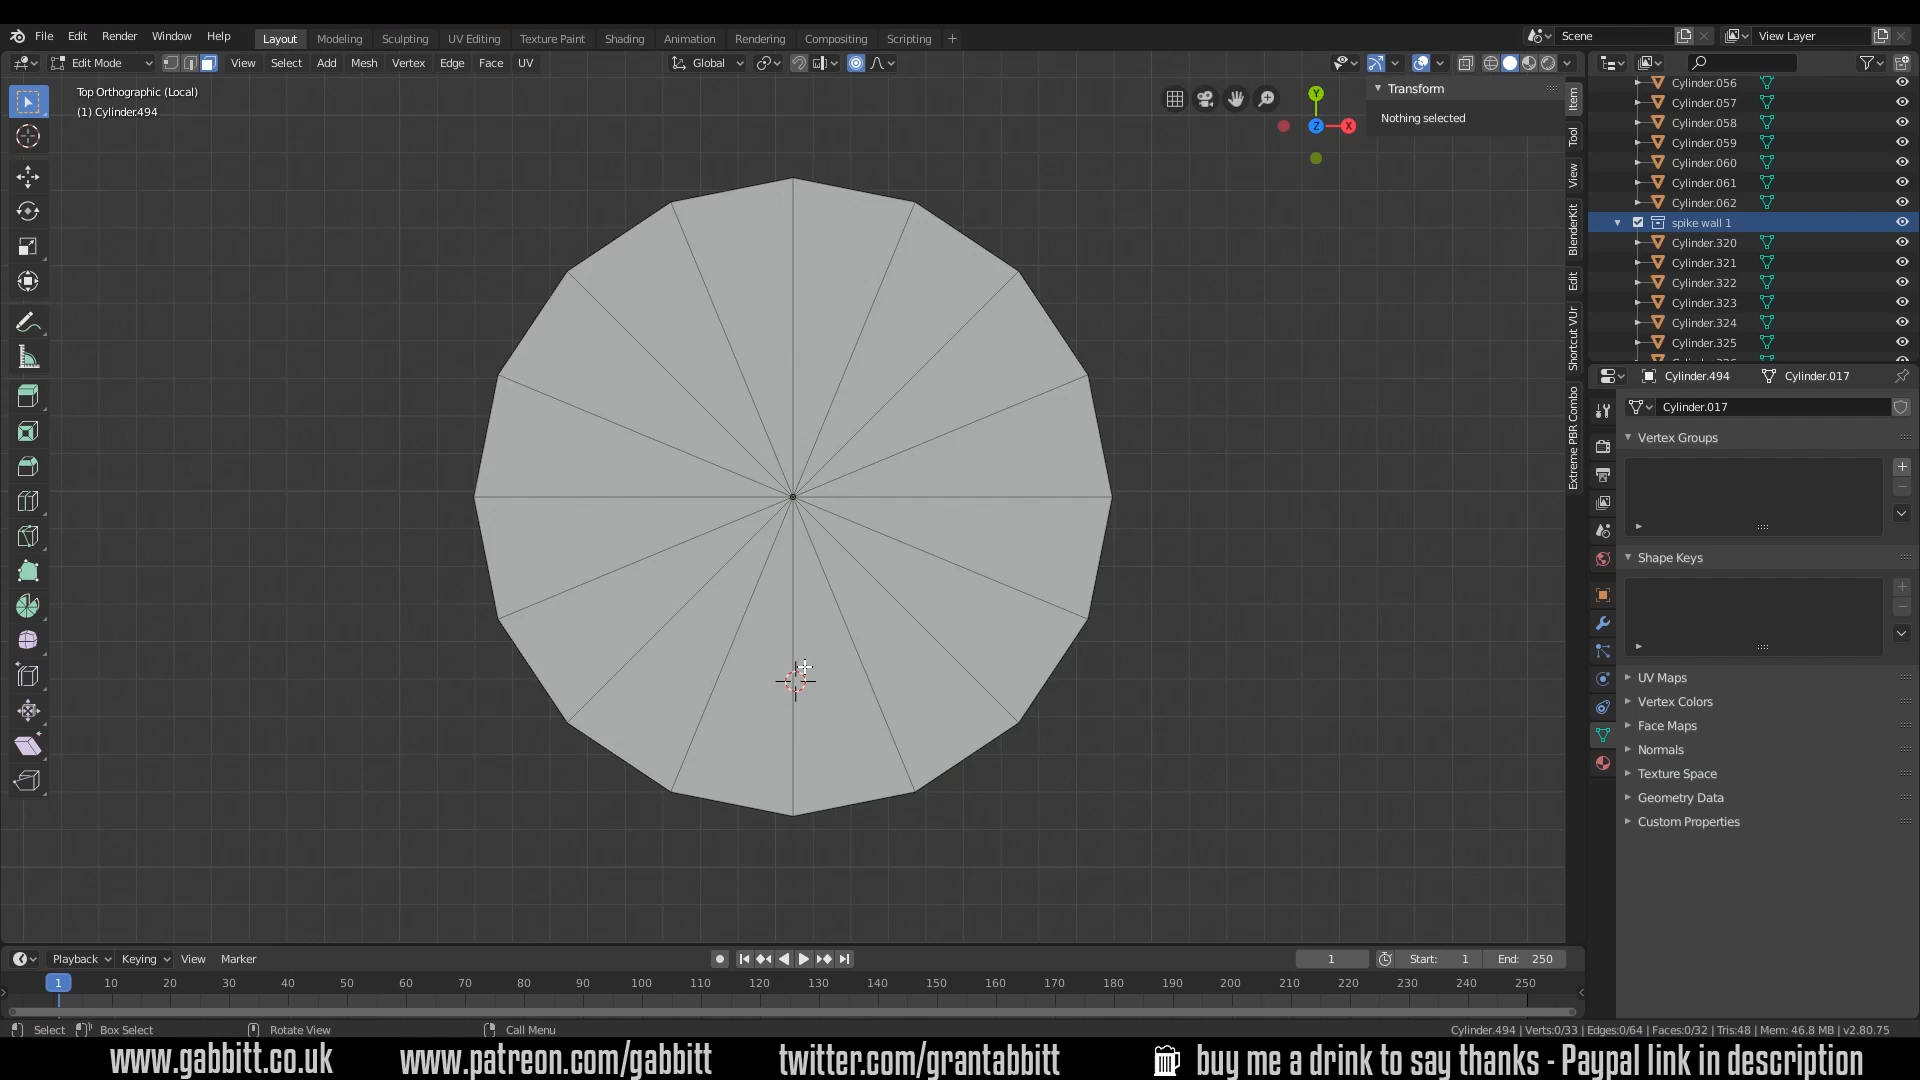 File Edit Render Window Help
Layout Modeling Sculpting UV Editing Texture Paint Shading Animation Rendering Compositing Scripting +
Scene
View Layer
Edit Mode View Select Add Mesh Vertex Edge Face UV
Global
Top Orthographic (Local)
(1) Cylinder.494
Y
Z
X
Transform
Nothing selected
Item
Tool
View
BlenderKit
Edit
Shortcut VUr
Extreme PBR Combo
Cylinder.056
Cylinder.057
Cylinder.058
Cylinder.059
Cylinder.060
Cylinder.061
Cylinder.062
spike wall 1
Cylinder.320
Cylinder.321
Cylinder.322
Cylinder.323
Cylinder.324
Cylinder.325
Cylinder.494 Cylinder.017
Cylinder.017
Vertex Groups
Shape Keys
UV Maps
Vertex Colors
Face Maps
Normals
Texture Space
Geometry Data
Custom Properties
Playback Keying View Marker
1 Start: 1 End: 250
1 10 20 30 40 50 60 70 80 90 100 110 120 130 140 150 160 170 180 190 200 210 220 230 240 250
Select Box Select Rotate View Call Menu
Cylinder.494 | Verts:0/33 | Edges:0/64 | Faces:0/32 | Tris:48 | Mem: 46.8 MB | v2.80.75
www.gabbitt.co.uk www.patreon.com/gabbitt twitter.com/grantabbitt buy me a drink to say thanks - Paypal link in description